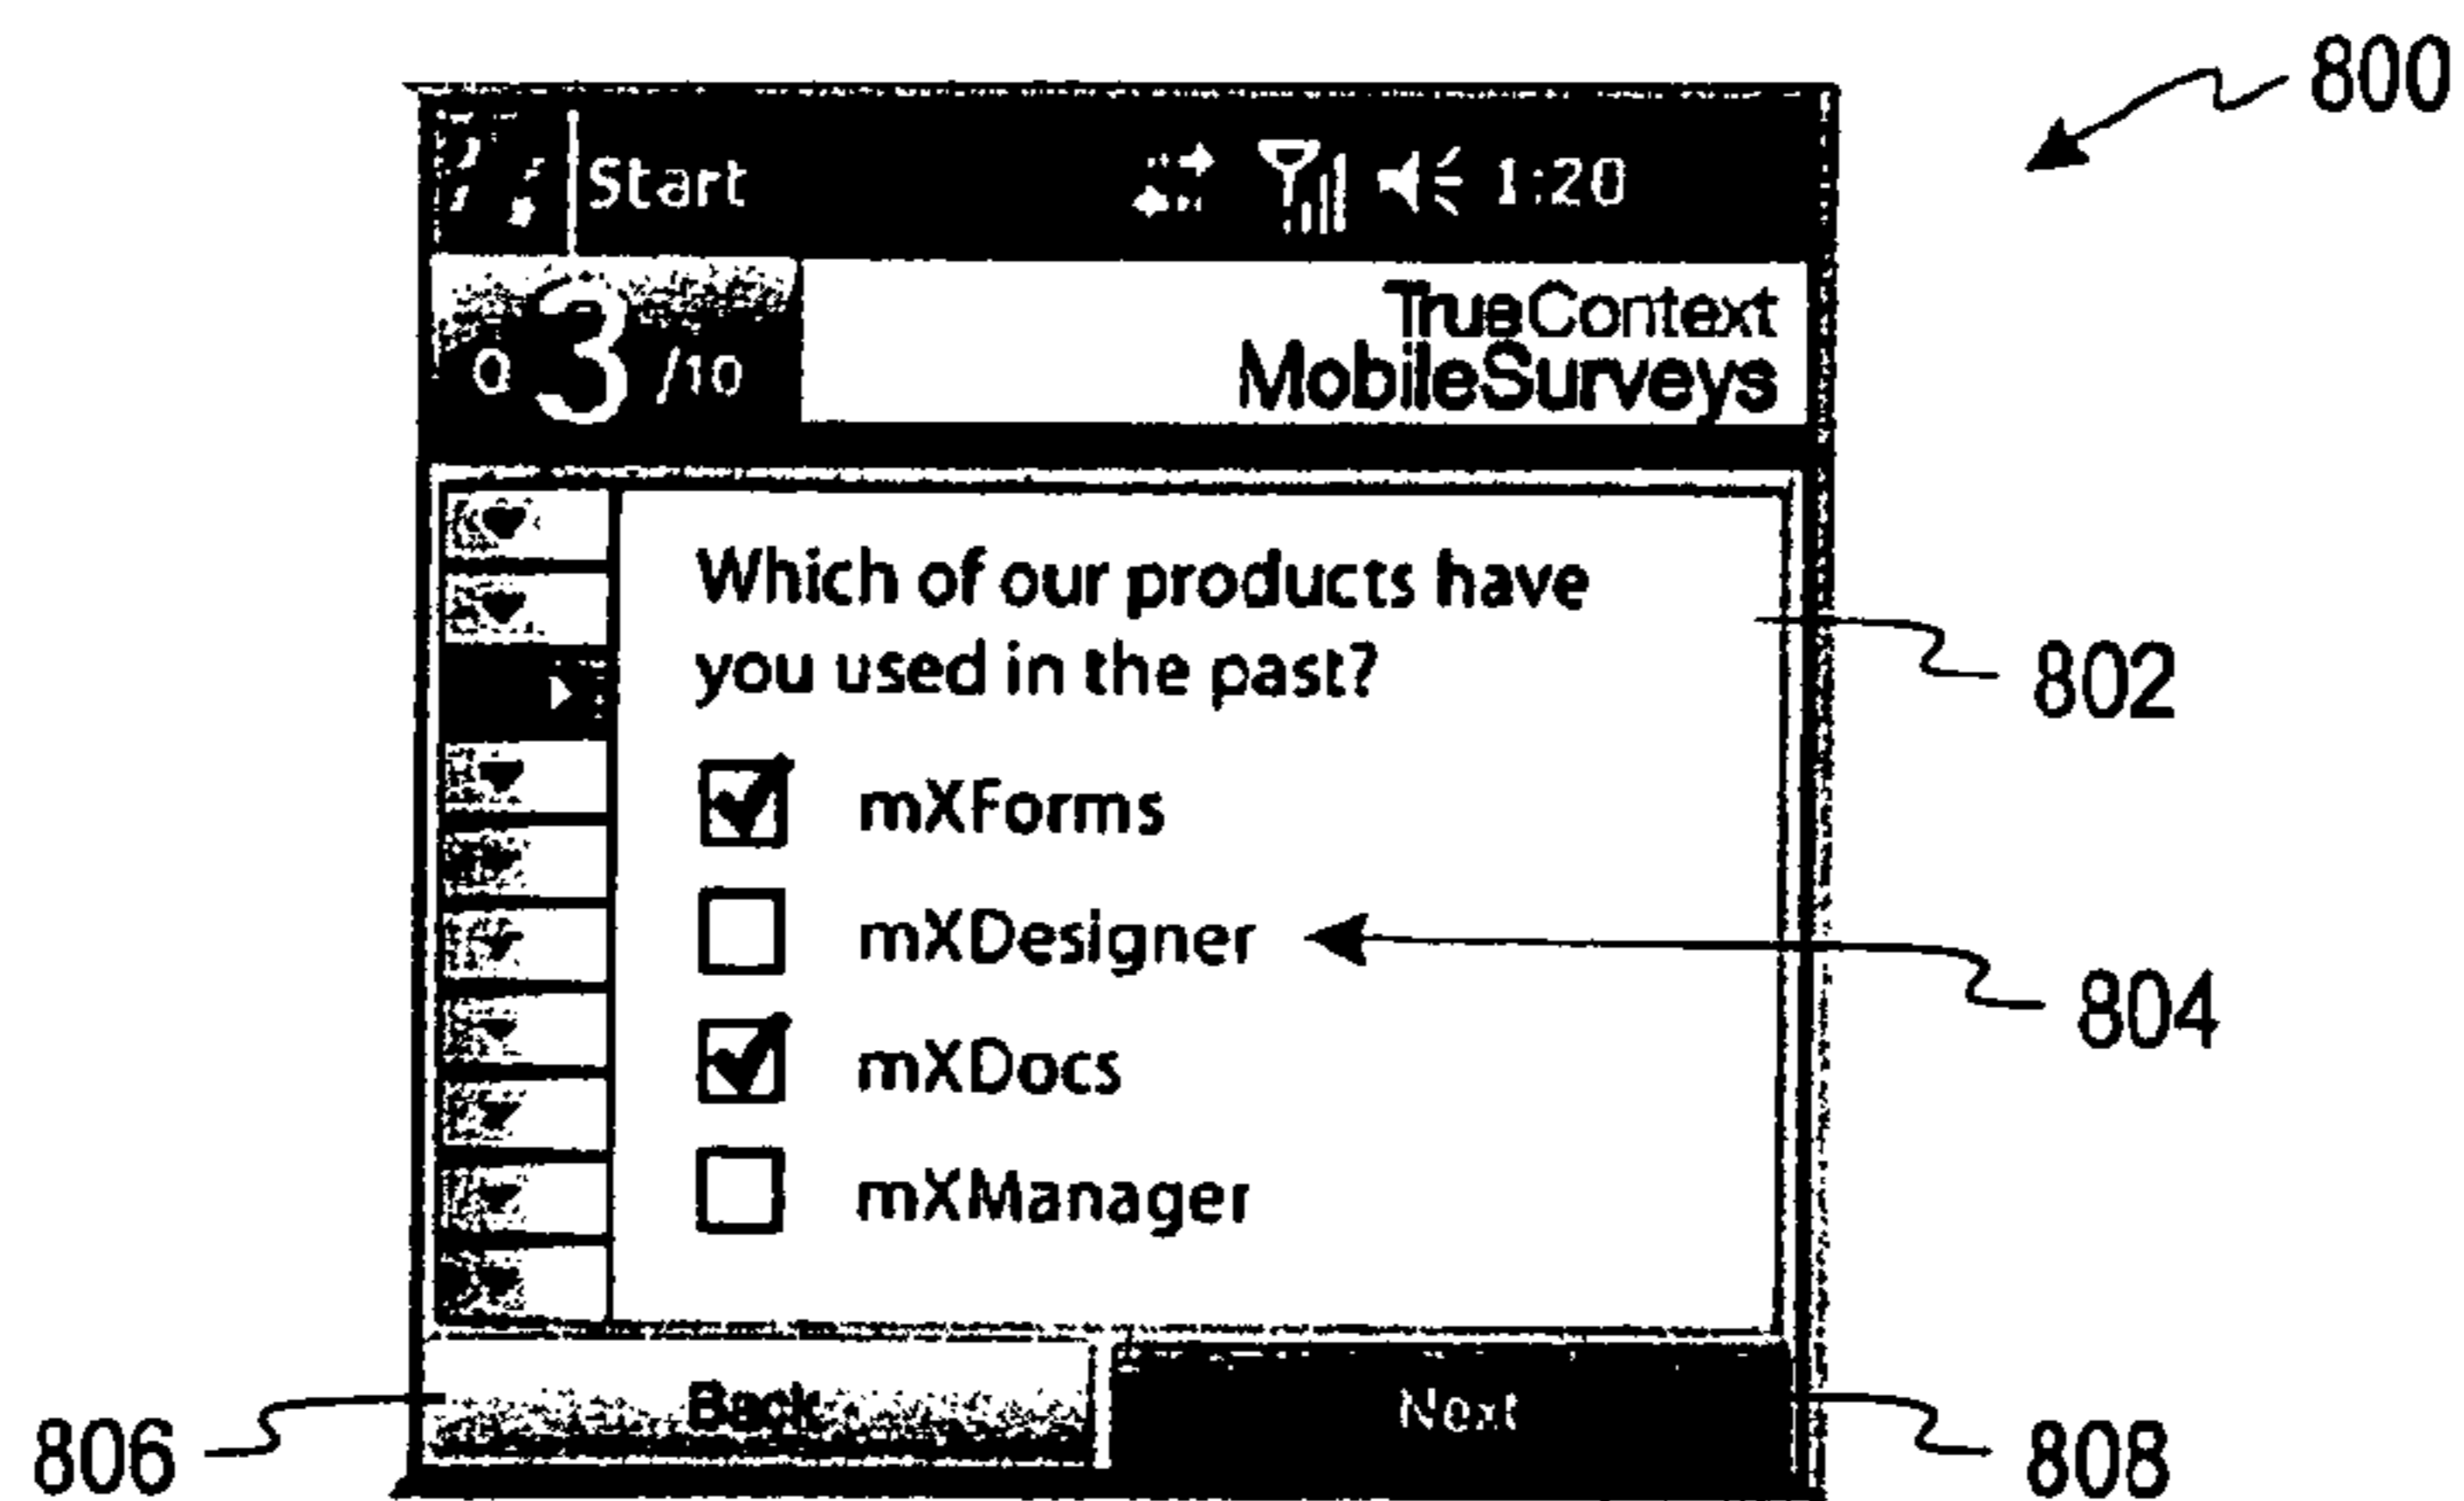 800
Start 1:20
0 3 /10
TrueContext
MobileSurveys
Which of our products have
you used in the past?
802
mXForms
mXDesigner
804
mXDocs
mXManager
Back Next
806 808